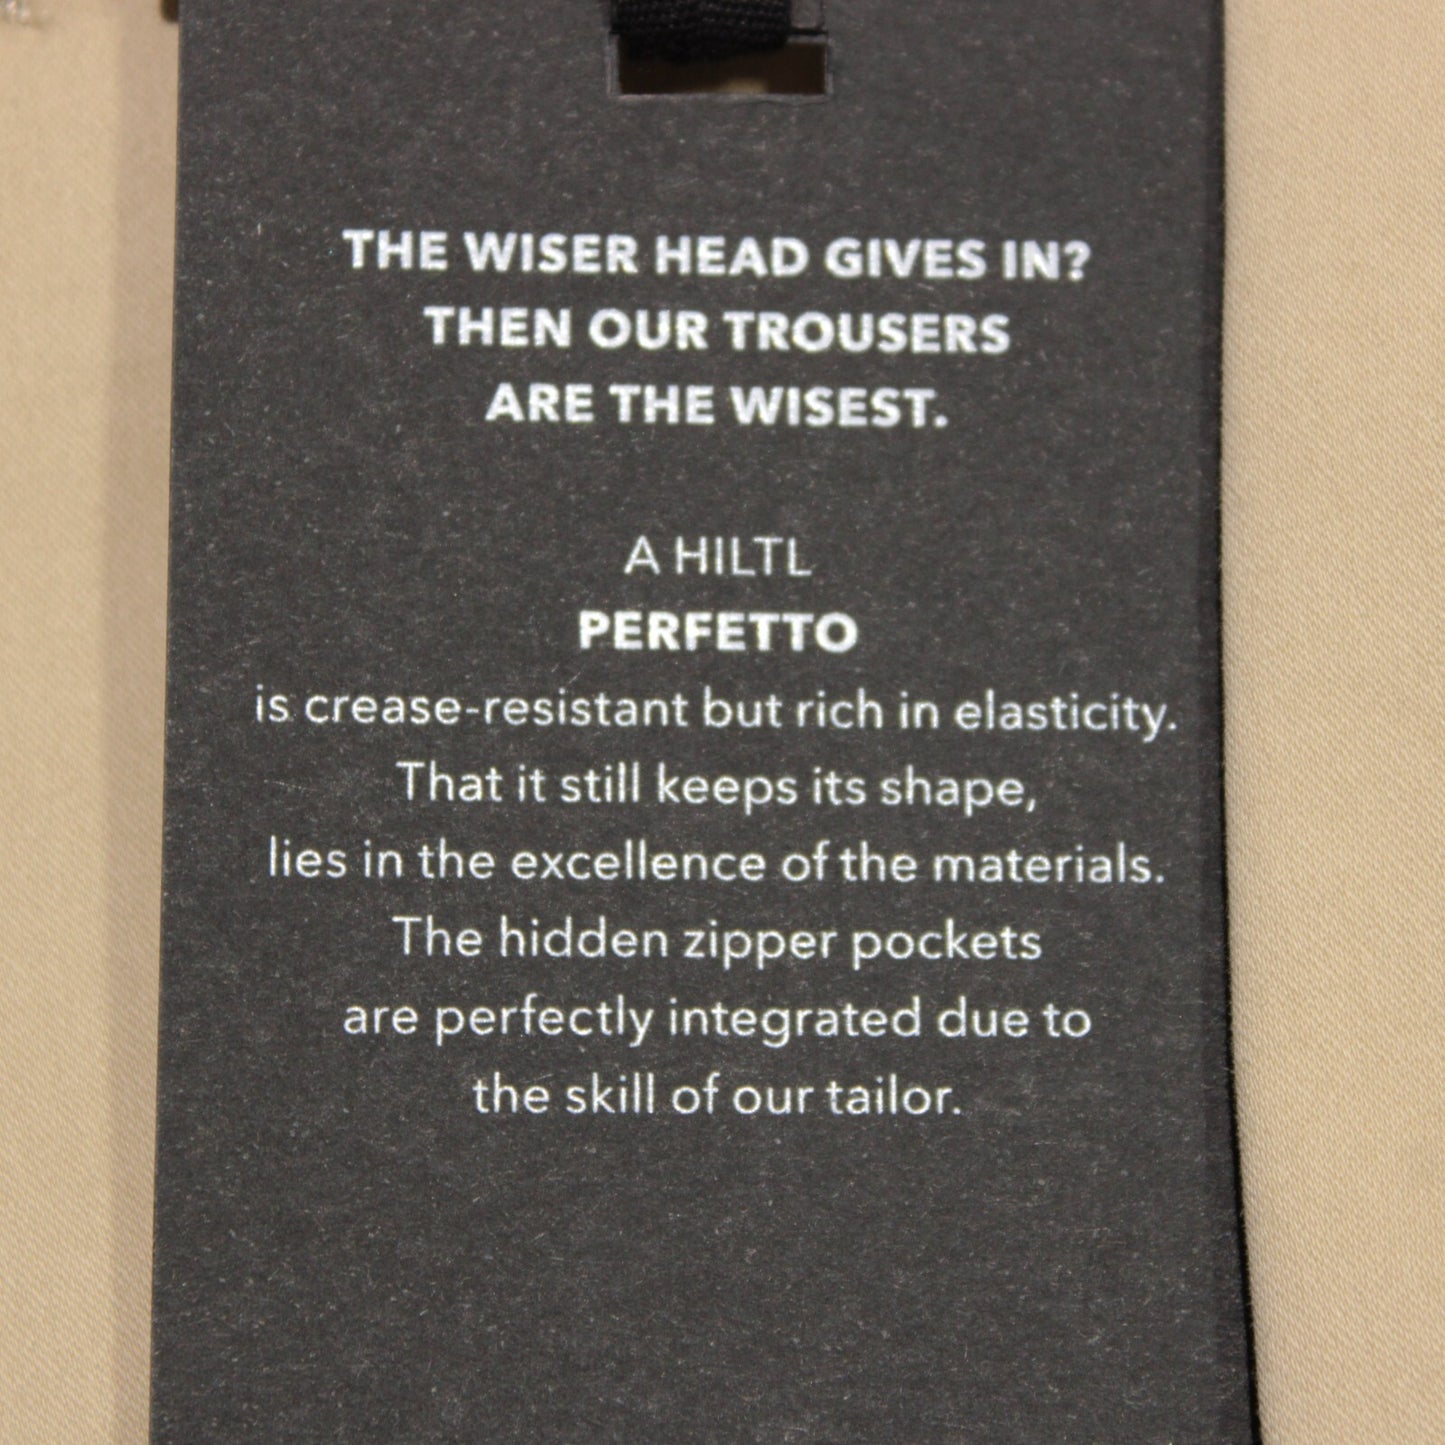 THE WISER HEAD GIVES IN?
THEN OUR TROUSERS
ARE THE WISEST.
A HILTL
PERFETTO
is crease-resistant but rich in elasticity.
That it still keeps its shape,
lies in the excellence of the materials.
The hidden zipper pockets
are perfectly integrated due to
the skill of our tailor.